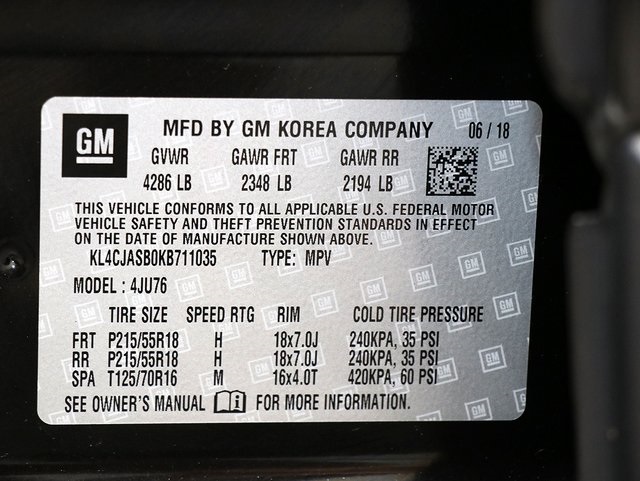 GM
MFD BY GM KOREA COMPANY 06 / 18
GVWR GAWR FRT GAWR RR
4286 LB 2348 LB 2194 LB
THIS VEHICLE CONFORMS TO ALL APPLICABLE U.S. FEDERAL MOTOR
VEHICLE SAFETY AND THEFT PREVENTION STANDARDS IN EFFECT
ON THE DATE OF MANUFACTURE SHOWN ABOVE.
KL4CJASB0KB711035 TYPE: MPV
MODEL : 4JU76
TIRE SIZE SPEED RTG RIM COLD TIRE PRESSURE
FRT P215/55R18 H 18x7.0J 240KPA, 35 PSI
RR P215/55R18 H 18x7.0J 240KPA, 35 PSI
SPA T125/70R16 M 16x4.0T 420KPA, 60 PSI
SEE OWNER'S MANUAL FOR MORE INFORMATION.